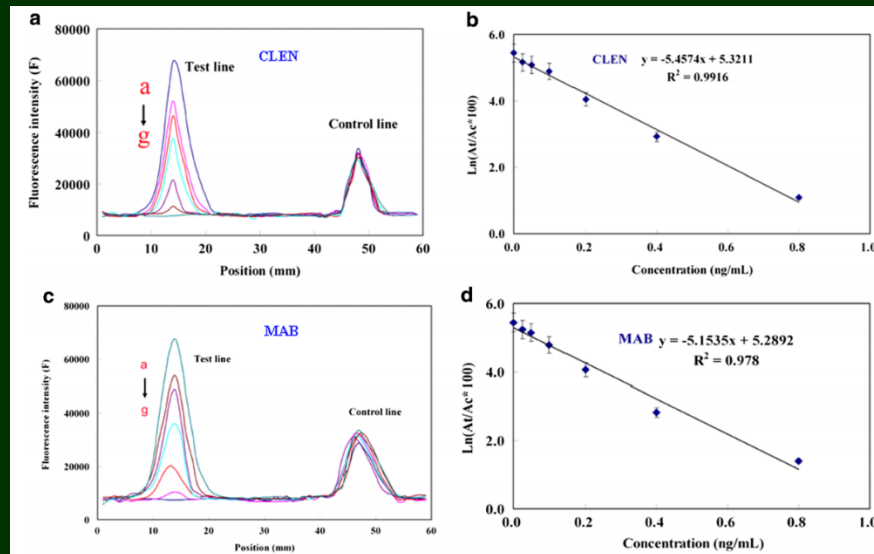 a
80000
60000
40000
20000
0
Fluorescence intensity (F)
CLEN
Test line
a
g
Control line
0 10 20 30 40 50 60
Position (mm)
b
6.0
4.0
2.0
0.0
Ln(At/Ac*100)
CLEN y = -5.4574x + 5.3211
R² = 0.9916
0.0 0.2 0.4 0.6 0.8 1.0
Concentration (ng/mL)
c
80000
60000
40000
20000
0
Fluorescence intensity (F)
MAB
Test line
a
g
Control line
0 10 20 30 40 50 60
Position (mm)
d
6.0
4.0
2.0
0.0
Ln(At/Ac*100)
MAB y = -5.1535x + 5.2892
R² = 0.978
0.0 0.2 0.4 0.6 0.8 1.0
Concentration (ng/mL)